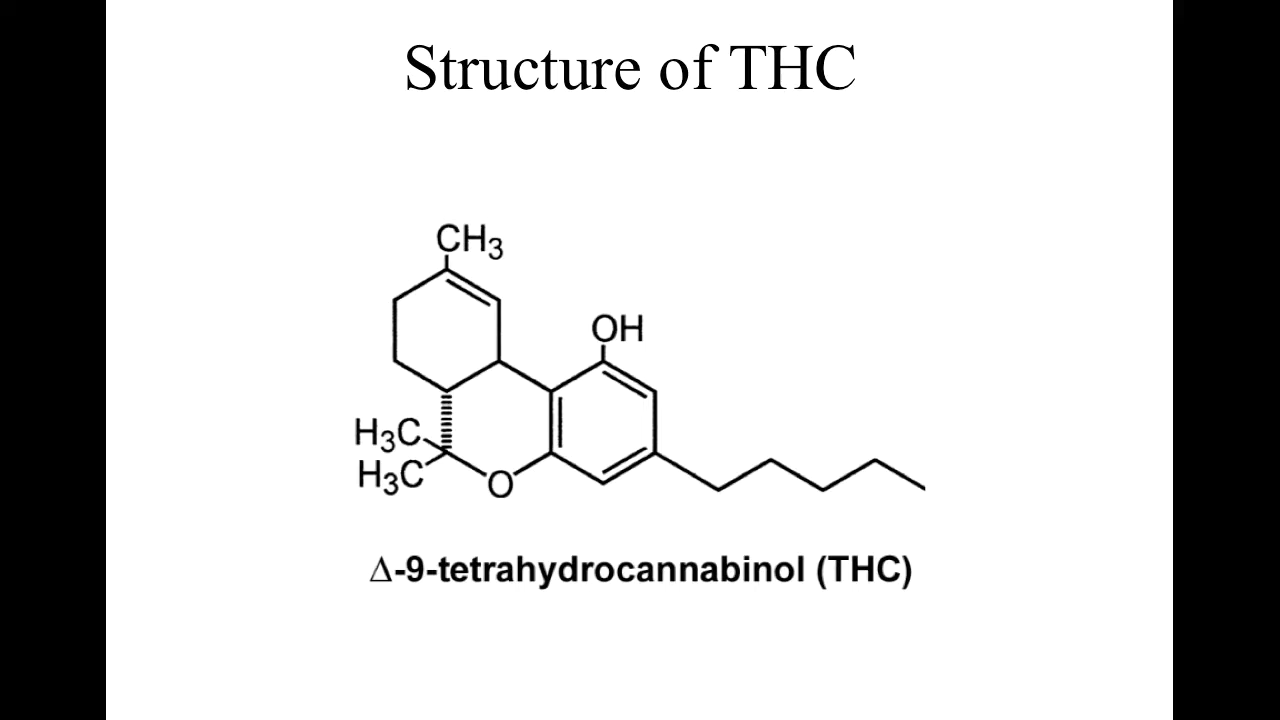 Structure of THC
CH3
OH
H3C
H3C
O
Δ-9-tetrahydrocannabinol (THC)